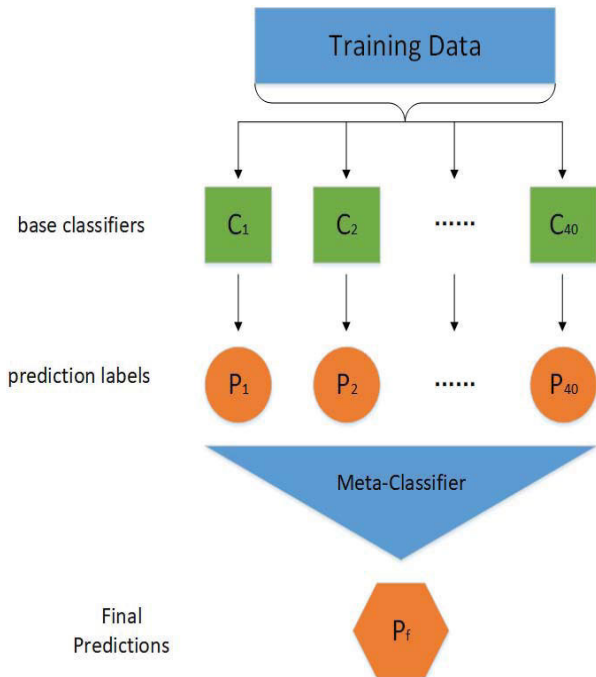 Training Data
base classifiers
C1 C2 ...... C40
prediction labels
P1 P2 ...... P40
Meta-Classifier
Final
Predictions
Pf